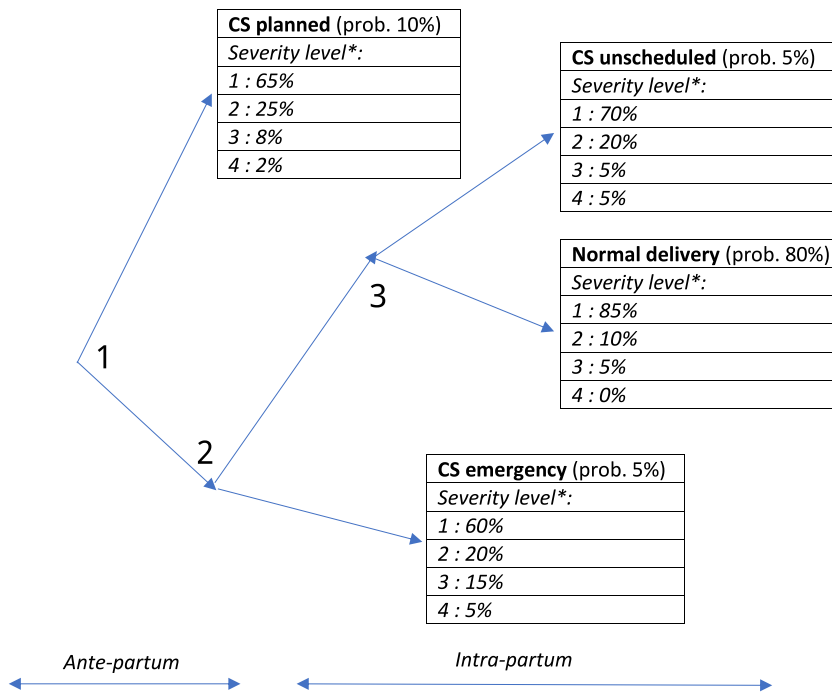 CS planned (prob. 10%)
Severity level*:
1 : 65%
2 : 25%
3 : 8%
4 : 2%
CS unscheduled (prob. 5%)
Severity level*:
1 : 70%
2 : 20%
3 : 5%
4 : 5%
Normal delivery (prob. 80%)
Severity level*:
1 : 85%
2 : 10%
3 : 5%
4 : 0%
1
2
3
CS emergency (prob. 5%)
Severity level*:
1 : 60%
2 : 20%
3 : 15%
4 : 5%
Ante-partum
Intra-partum